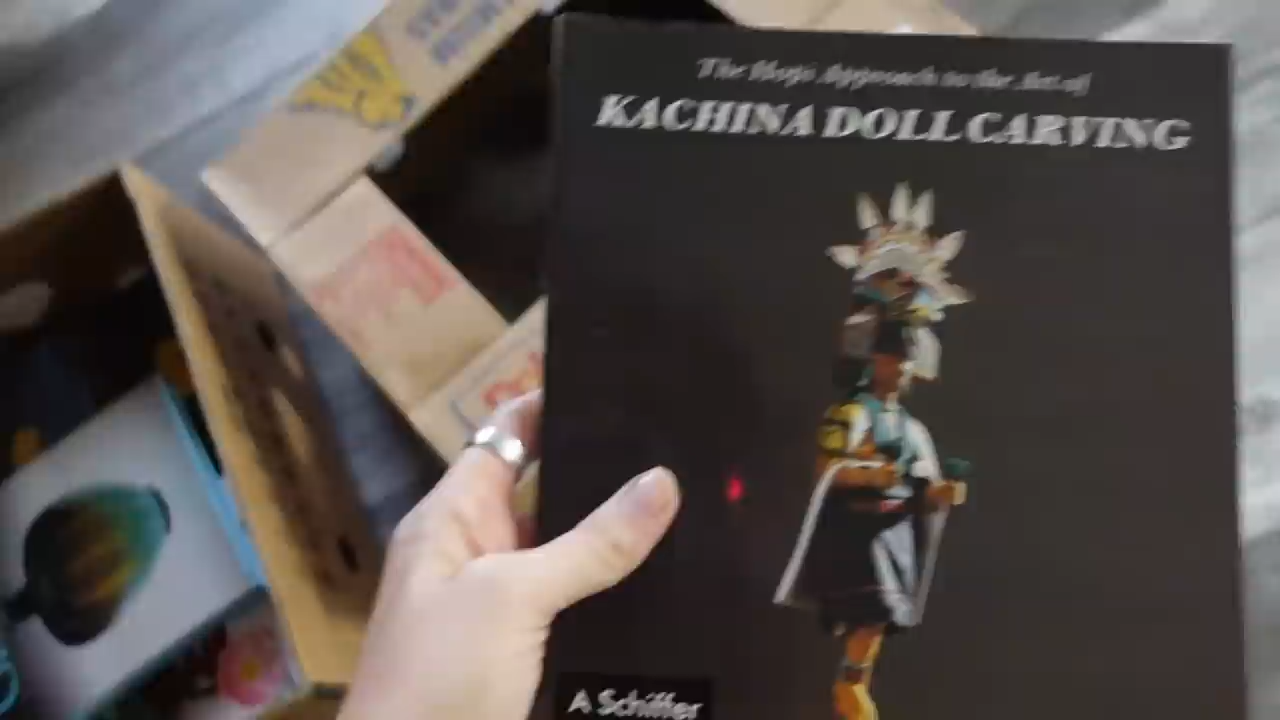 The Hopi Approach to the Art of
KACHINA DOLL CARVING
A Schiffer